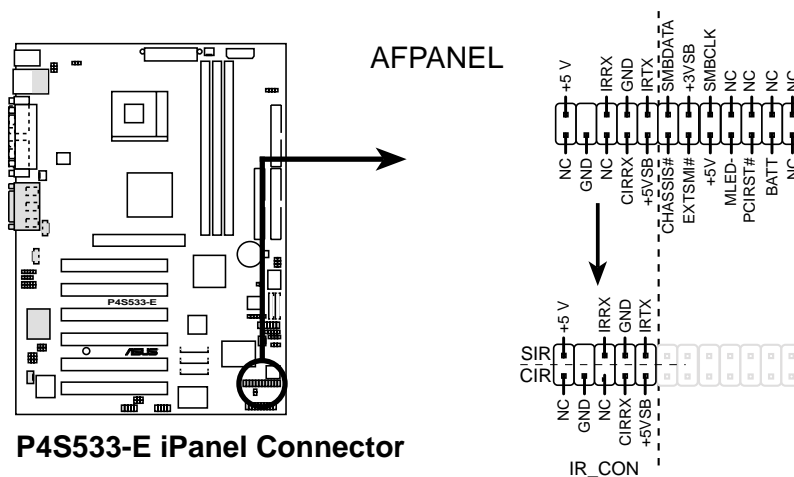 AFPANEL
+5 V
IRRX
GND
IRTX
SMBDATA
+3VSB
SMBCLK
NC
NC
NC
NC
NC
GND
NC
CIRRX
+5VSB
CHASSIS#
EXTSMI#
+5V
MLED-
PCIRST#
BATT
NC
P4S533-E
ASUS
+5 V
IRRX
GND
IRTX
SIR
CIR
NC
GND
NC
CIRRX
+5VSB
IR_CON
P4S533-E iPanel Connector